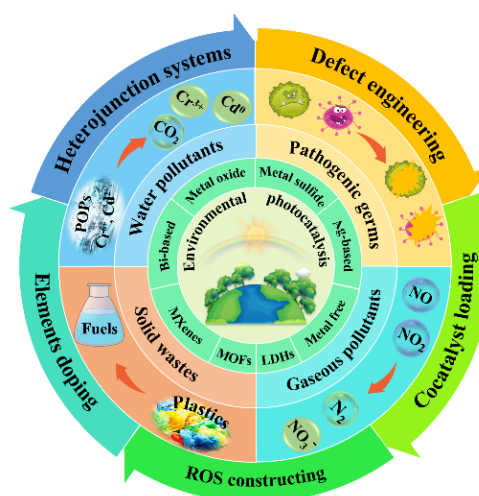 Heterojunction systems
Defect engineering
Cocatalyst loading
ROS constructing
Elements doping
Water pollutants
POPs
Cr⁶⁺, Cd²⁺
CO₂
Cr³⁺
Cd⁰
Pathogenic germs
Gaseous pollutants
NO
NO₂
N₂
NO₃⁻
Solid wastes
Plastics
Fuels
Metal oxide
Metal sulfide
Ag-based
Metal free
LDHs
MOFs
MXenes
Bi-based
Environmental
photocatalysis